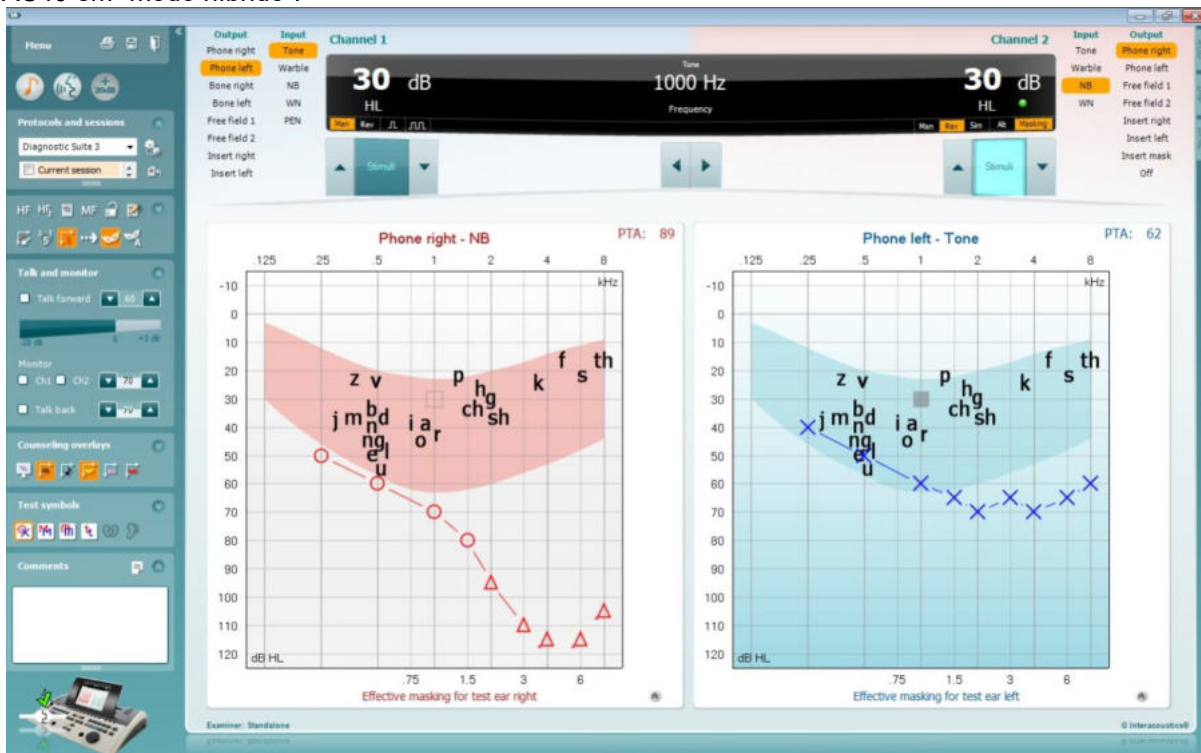 Menu
Output
Phone right
Phone left
Bone right
Bone left
Free field 1
Free field 2
Insert right
Insert left
Input
Tone
Warble
NB
WN
PEN
Channel 1
30 dB
HL
Man Rev
Tone
1000 Hz
Frequency
Channel 2
30 dB
HL
Man Rev Sim Alt Masking
Input
Tone
Warble
NB
WN
Output
Phone right
Phone left
Free field 1
Free field 2
Insert right
Insert left
Insert mask
Off
Stimuli
Stimuli
Protocols and sessions
Diagnostic Suite 3
Current session
HF MF
Talk and monitor
Talk forward 60
Monitor
Ch1 Ch2 70
Talk back 70
Counseling overlays
Test symbols
Comments
Phone right - NB
PTA: 89
.125 .25 .5 1 2 4 8
kHz
-10
0
10
20
30
40
50
60
70
80
90
100
110
120
z v p h g ch sh k f s th
j m b d n ng e l u i a o r
dB HL
.75 1.5 3 6
Effective masking for test ear right
Phone left - Tone
PTA: 62
.125 .25 .5 1 2 4 8
kHz
-10
0
10
20
30
40
50
60
70
80
90
100
110
120
z v p h g ch sh k f s th
j m b d n ng e l u i a o r
dB HL
.75 1.5 3 6
Effective masking for test ear left
Examiner: Standalone
© Interacoustics®